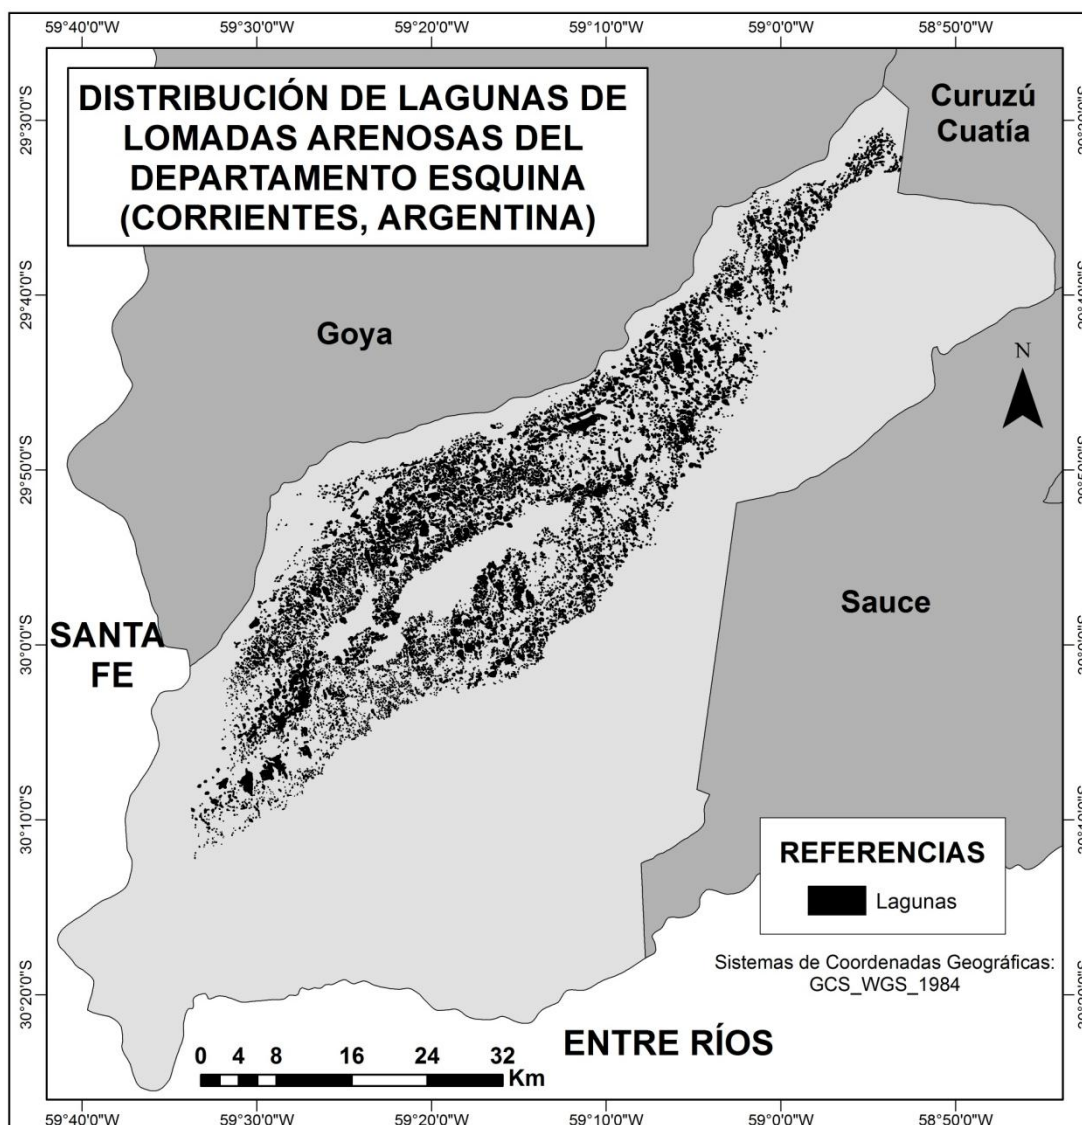 59°40'0"W 59°30'0"W 59°20'0"W 59°10'0"W 59°0'0"W 58°50'0"W
DISTRIBUCIÓN DE LAGUNAS DE
LOMADAS ARENOSAS DEL
DEPARTAMENTO ESQUINA
(CORRIENTES, ARGENTINA)
Curuzú
Cuatía
29°30'0"S
29°40'0"S
Goya
N
29°50'0"S
Sauce
SANTA
FE
30°0'0"S
30°10'0"S
REFERENCIAS
Lagunas
Sistemas de Coordenadas Geográficas:
GCS_WGS_1984
30°20'0"S
ENTRE RÍOS
0 4 8 16 24 32
Km
59°40'0"W 59°30'0"W 59°20'0"W 59°10'0"W 59°0'0"W 58°50'0"W